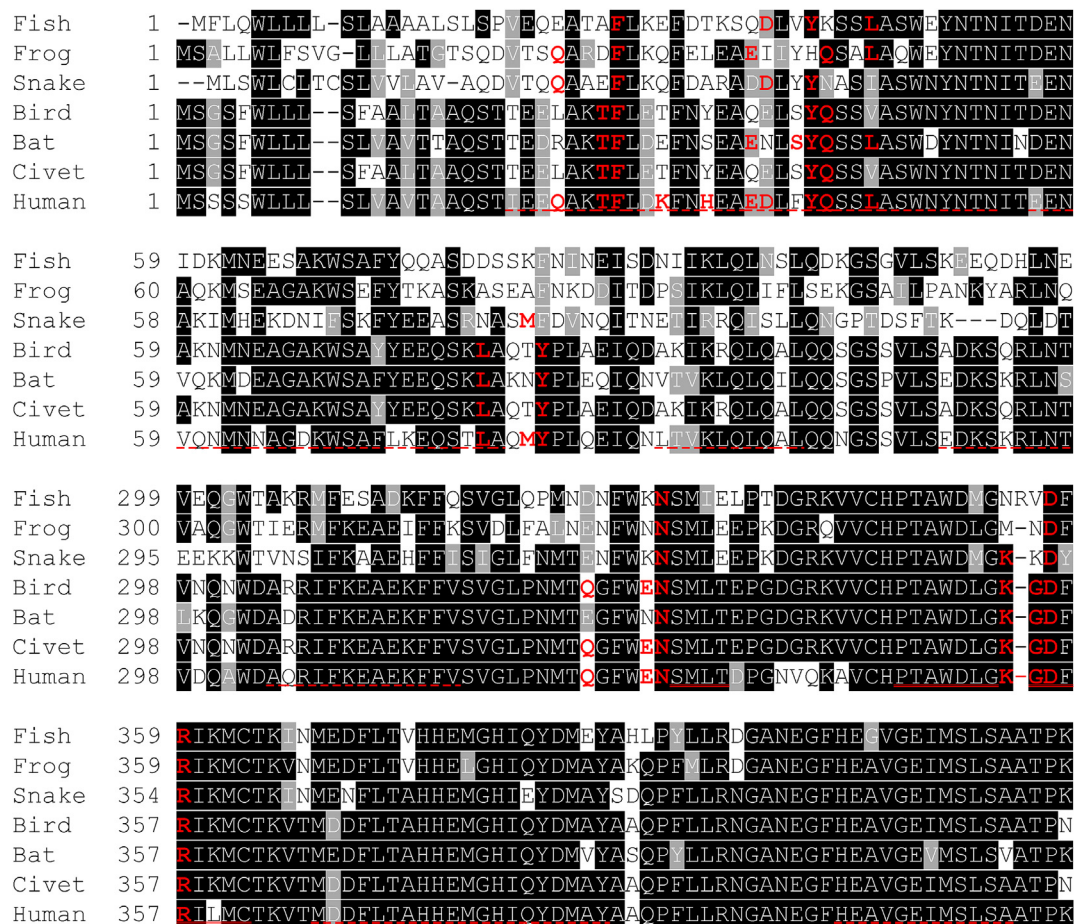 Fish 1 -MFLQWLLLL-SLAAAALSLSPVEQEATAFLKEFDTKSQDLVYKSSLASWEYNTNITDEN
Frog 1 MSALLWLFSVG-LLLATGTSQDVTSQARDFLKQFELEAELIYHQSALAQWEYNTNITDEN
Snake 1 --MLSWLCLTCSLVLAV-AQDVTQQAAEFLKQFDARADDLYYNASIASWNYNTNITEEN
Bird 1 MSGSFWLLL--SFAALTAAQSTTEELAKTFLETFNYEAQELSYQSSVASWNYNTNITDEN
Bat 1 MSGSFWLLL--SLVAVTTAQSTTEDRAKTFLDEFNSEAENLSYQSSLASWDYNTNINDEN
Civet 1 MSGSFWLLL--SFAALTAAQSTTEELAKTFLETFNYEAQELSYQSSVASWNYNTNITDEN
Human 1 MSSSSWLLL--SLVAVTAAQSTIEEQAKTFLDKFNHEAEDLFYQSSLASWNYNTNITEEN
Fish 59 IDKMNEESAKWSAFYQQASDDSSKFNINEISDNIIKLQLNSLQDKGSGVLSKEEQDHLNE
Frog 60 AQKMSEAGAKWSEFYTKASKASEAFNKDDITDPSIKLQLIFLSEKGSAILPANKYARLNQ
Snake 58 AKIMHEKDNIFSKFYEEASRNASMFDVNQITNETIRRQISLLQNGPTDSFTK---DQLDT
Bird 59 AKNMNEAGAKWSAYYEEQSKLAQTYPLAEIQDAKIKRQLQALQQSGSSVLSADKSQRLNT
Bat 59 VQKMDEAGAKWSAFYEEQSKLAKNYPLEQIQNVTVKLQLQILQQSGSPVLSEDKSKRLNS
Civet 59 AKNMNEAGAKWSAYYEEQSKLAQTYPLAEIQDAKIKRQLQALQQSGSSVLSADKSQRLNT
Human 59 VQNMNNAGDKWSAFLKEQSTLAQMYPLQEIQNLTVKLQLQALQQNGSSVLSEDKSKRLNT
Fish 299 VEQGWTAKRMFESADKFFQSVGLQPMNDNFWKNSMIELPTDGRKVVCHPTAWDMGNRVDF
Frog 300 VAQGWTIERMFKEAEIFFKSVDLFALNENFWNNSMLEEPKDGRQVVCHPTAWDLGM-NDF
Snake 295 EEKKWTVNSIFKAAEHFFISIGLFNMTENFWKNSMLEEPKDGRKVVCHPTAWDMGK-KDY
Bird 298 VNQNWDARRIFKEAEKFFVSVGLPNMTQGFWENSMLTEPGDGRKVVCHPTAWDLGK-GDF
Bat 298 LKQGWDADRIFKEAEKFFVSVGLPNMTEGFWNNSMLTEPGDGRKVVCHPTAWDLGK-GDF
Civet 298 VNQNWDARRIFKEAEKFFVSVGLPNMTQGFWENSMLTEPGDGRKVVCHPTAWDLGK-GDF
Human 298 VDQAWDAQRIFKEAEKFFVSVGLPNMTQGFWENSMLTDPGNVQKAVCHPTAWDLGK-GDF
Fish 359 RIKMCTKINMEDFLTVHHEMGHIQYDMEYAHLPYLLRDGANEGFHEGVGEIMSLSAATPK
Frog 359 RIKMCTKVNMEDFLTVHHELGHIQYDMAYAKQPFMLRDGANEGFHEAVGEIMSLSAATPK
Snake 354 RIKMCTKINMENFLTAHHEMGHIEYDMAYSDQPFLLRNGANEGFHEAVGEIMSLSAATPK
Bird 357 RIKMCTKVTMDDFLTAHHEMGHIQYDMAYAAQPFLLRNGANEGFHEAVGEIMSLSAATPN
Bat 357 RIKMCTKVTMEDFLTAHHEMGHIQYDMVYASQPYLLRNGANEGFHEAVGEVMSLSVATPK
Civet 357 RIKMCTKVTMDDFLTAHHEMGHIQYDMAYAAQPFLLRNGANEGFHEAVGEIMSLSAATPN
Human 357 RILMCTKVTMDDFLTAHHEMGHIQYDMAYAAQPFLLRNGANEGFHEAVGEIMSLSAATPK